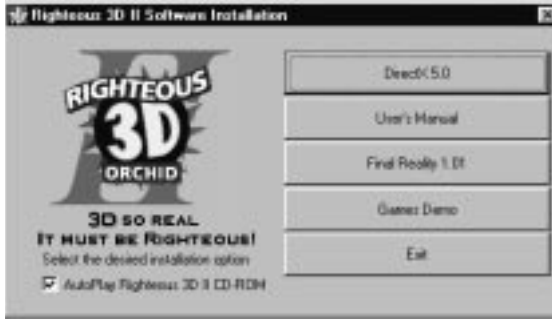 Righteous 3D II Software Installation
RIGHTEOUS
3D
ORCHID
3D SO REAL
IT MUST BE RIGHTEOUS!
Select the desired installation option
AutoPlay Righteous 3D II CD-ROM
DirectX 5.0
User's Manual
Final Reality 1.01
Games Demo
Exit